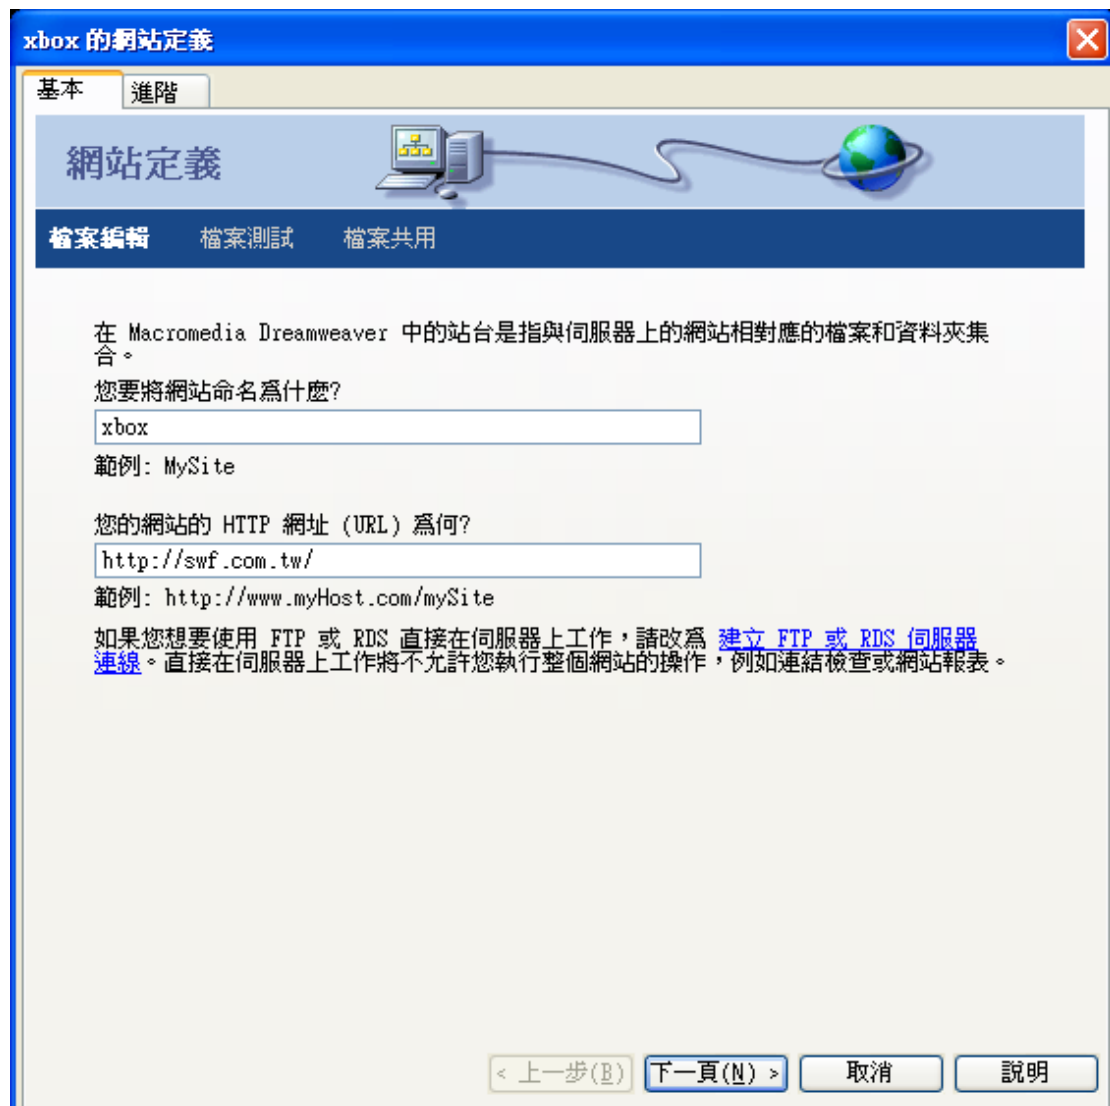 xbox 的網站定義
基本 進階
網站定義
檔案編輯 檔案測試 檔案共用
在 Macromedia Dreamweaver 中的站台是指與伺服器上的網站相對應的檔案和資料夾集
合。
您要將網站命名爲什麼?
xbox
範例: MySite
您的網站的 HTTP 網址 (URL) 爲何?
http://swf.com.tw/
範例: http://www.myHost.com/mySite
如果您想要使用 FTP 或 RDS 直接在伺服器上工作，請改爲 建立 FTP 或 RDS 伺服器
連線。直接在伺服器上工作將不允許您執行整個網站的操作，例如連結檢查或網站報表。
< 上一步(B) 下一頁(N) > 取消 說明